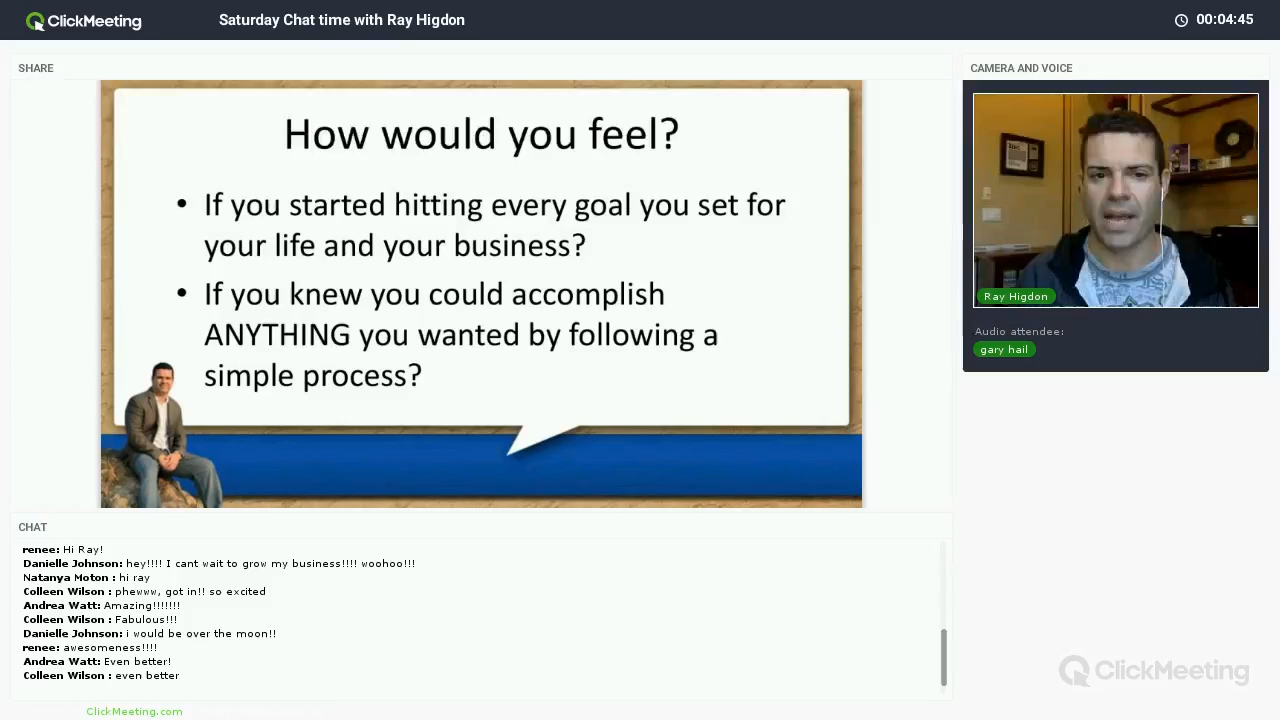 ClickMeeting
Saturday Chat time with Ray Higdon
00:04:45
SHARE
How would you feel?
• If you started hitting every goal you set for
your life and your business?
• If you knew you could accomplish
ANYTHING you wanted by following a
simple process?
CAMERA AND VOICE
Ray Higdon
Audio attendee:
gary hail
CHAT
renee: Hi Ray!
Danielle Johnson: hey!!!! I cant wait to grow my business!!!! woohoo!!!
Natanya Moton : hi ray
Colleen Wilson : phewww, got in!! so excited
Andrea Watt: Amazing!!!!!!!
Colleen Wilson : Fabulous!!!
Danielle Johnson: i would be over the moon!!
renee: awesomeness!!!!
Andrea Watt: Even better!
Colleen Wilson : even better
ClickMeeting
ClickMeeting.com